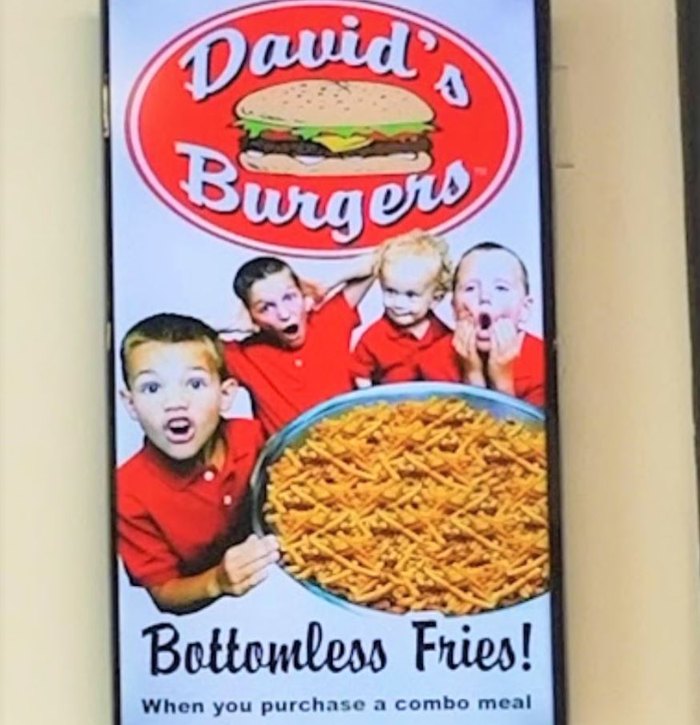 David's
Burgers
Bottomless Fries!
When you purchase a combo meal